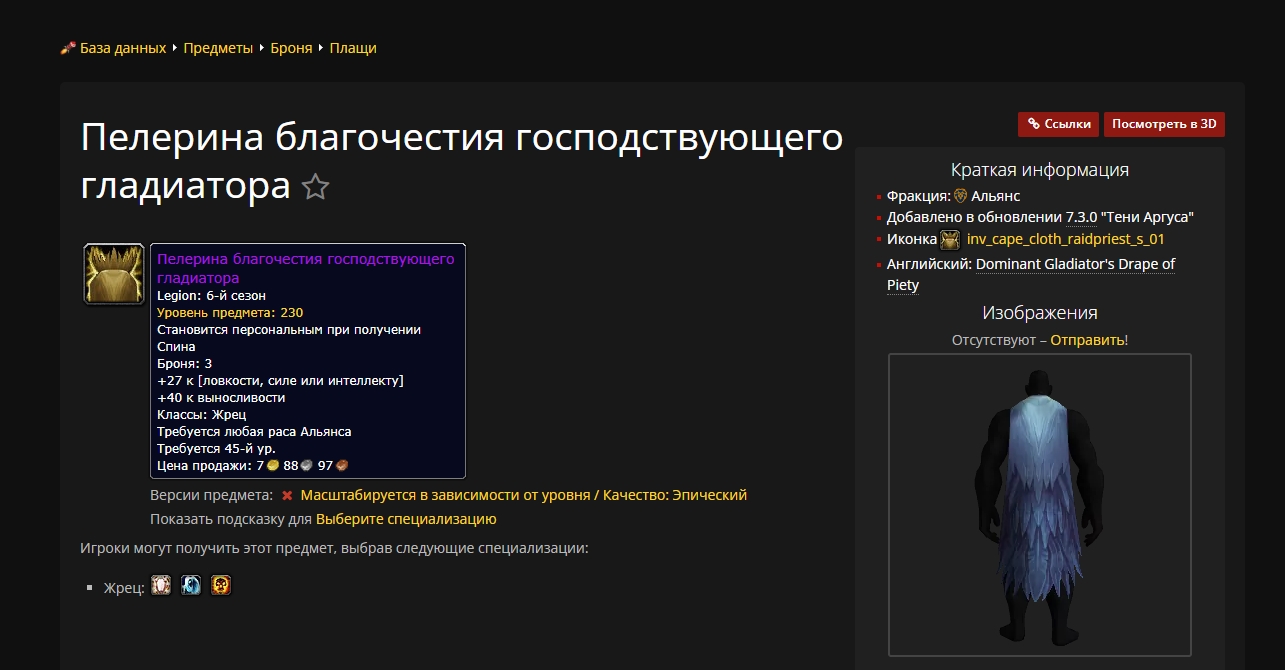 База данных ▸ Предметы ▸ Броня ▸ Плащи
Пелерина благочестия господствующего
гладиатора
Пелерина благочестия господствующего
гладиатора
Legion: 6-й сезон
Уровень предмета: 230
Становится персональным при получении
Спина
Броня: 3
+27 к [ловкости, силе или интеллекту]
+40 к выносливости
Классы: Жрец
Требуется любая раса Альянса
Требуется 45-й ур.
Цена продажи: 7 88 97
Версии предмета: Масштабируется в зависимости от уровня / Качество: Эпический
Показать подсказку для Выберите специализацию
Игроки могут получить этот предмет, выбрав следующие специализации:
Жрец:
Ссылки
Посмотреть в 3D
Краткая информация
Фракция: Альянс
Добавлено в обновлении 7.3.0 "Тени Аргуса"
Иконка inv_cape_cloth_raidpriest_s_01
Английский: Dominant Gladiator's Drape of
Piety
Изображения
Отсутствуют – Отправить!